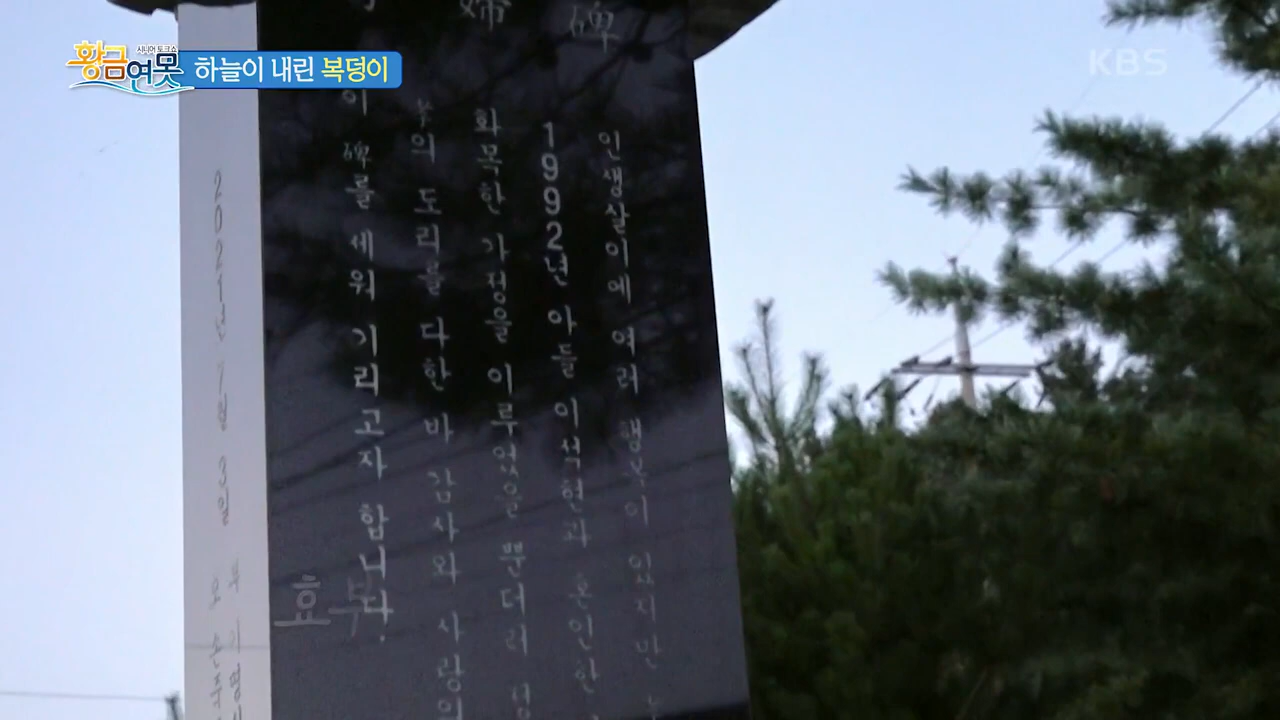 시니어 토크쇼
황금연못
하늘이 내린 복덩이
KBS
婦 碑
인생살이에 여러 행복이 있지만
1992년 아들 이석현과 혼인한
화목한 가정을 이루었을 뿐더러
의 도리를 다한 바 감사와 사랑의
이 碑를 세워 기리고자 합니다.
효부
2021년 7월 3일
부 이명
모 손